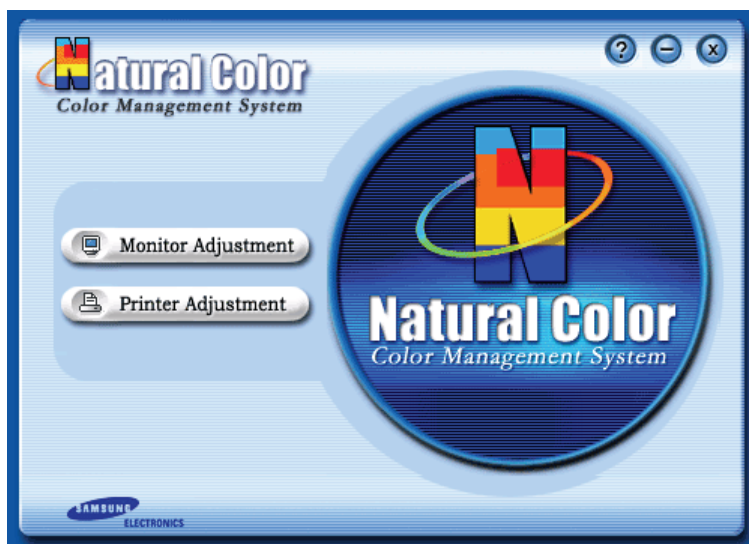 Natural Color
Color Management System
Monitor Adjustment
Printer Adjustment
N
Natural Color
Color Management System
SAMSUNG
ELECTRONICS